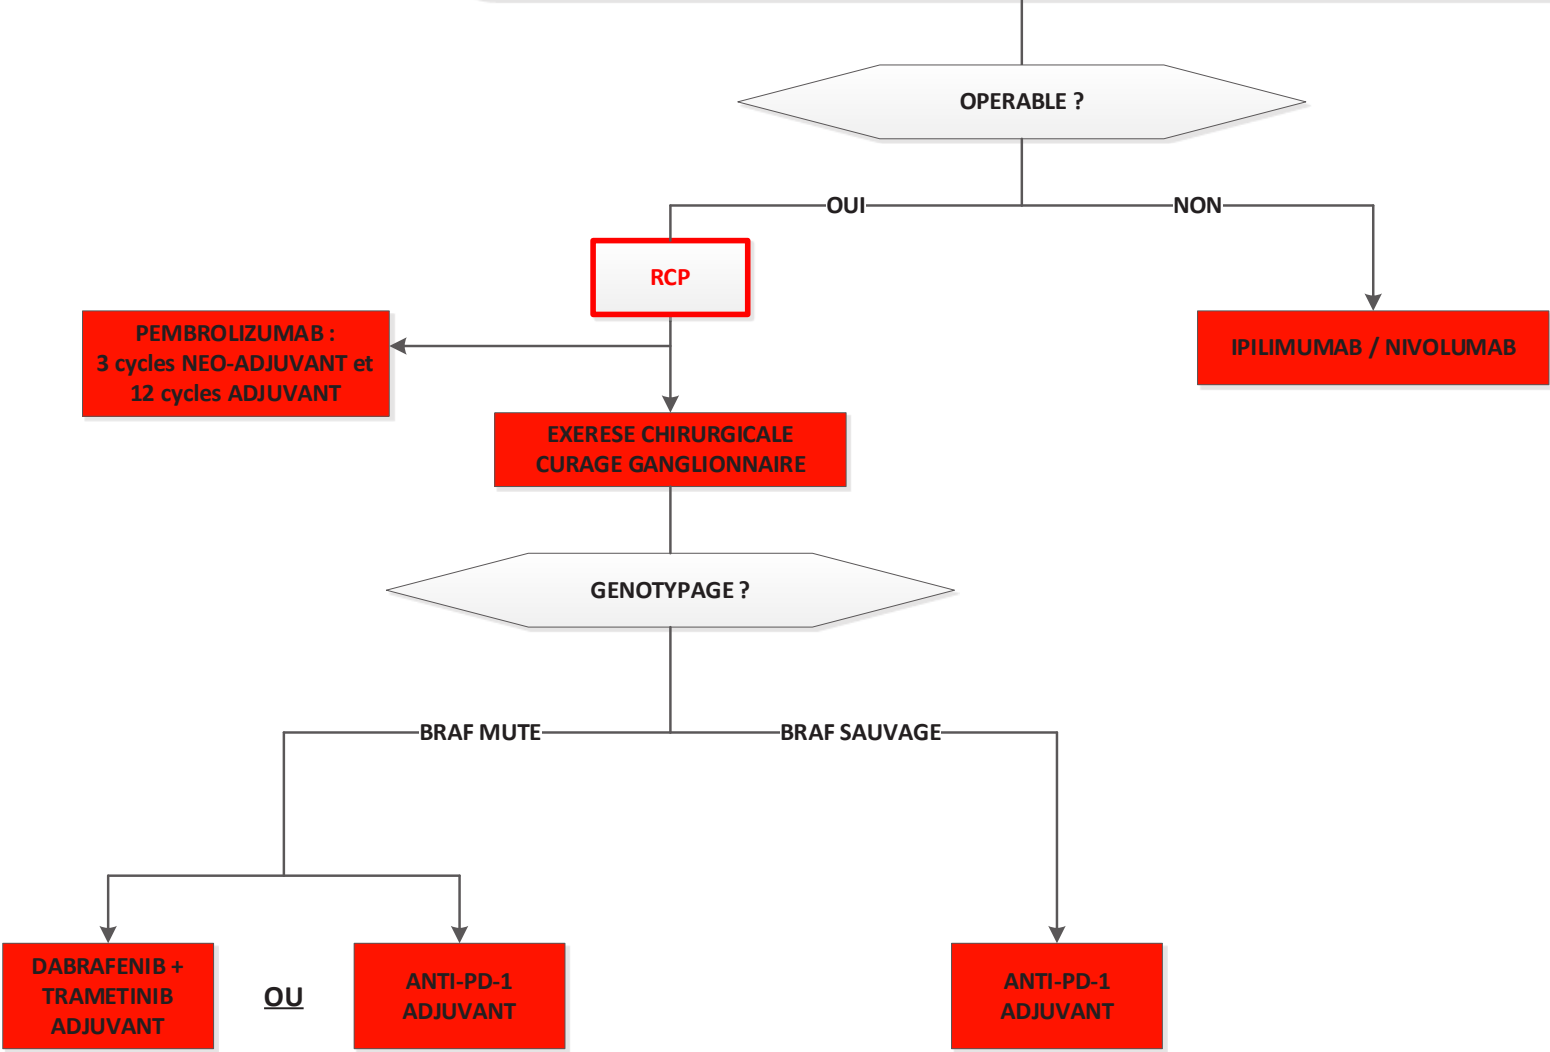 OPERABLE ?
OUI
NON
RCP
PEMBROLIZUMAB :
3 cycles NEO-ADJUVANT et
12 cycles ADJUVANT
IPILIMUMAB / NIVOLUMAB
EXERESE CHIRURGICALE
CURAGE GANGLIONNAIRE
GENOTYPAGE ?
BRAF MUTE
BRAF SAUVAGE
DABRAFENIB +
TRAMETINIB
ADJUVANT
OU
ANTI-PD-1
ADJUVANT
ANTI-PD-1
ADJUVANT